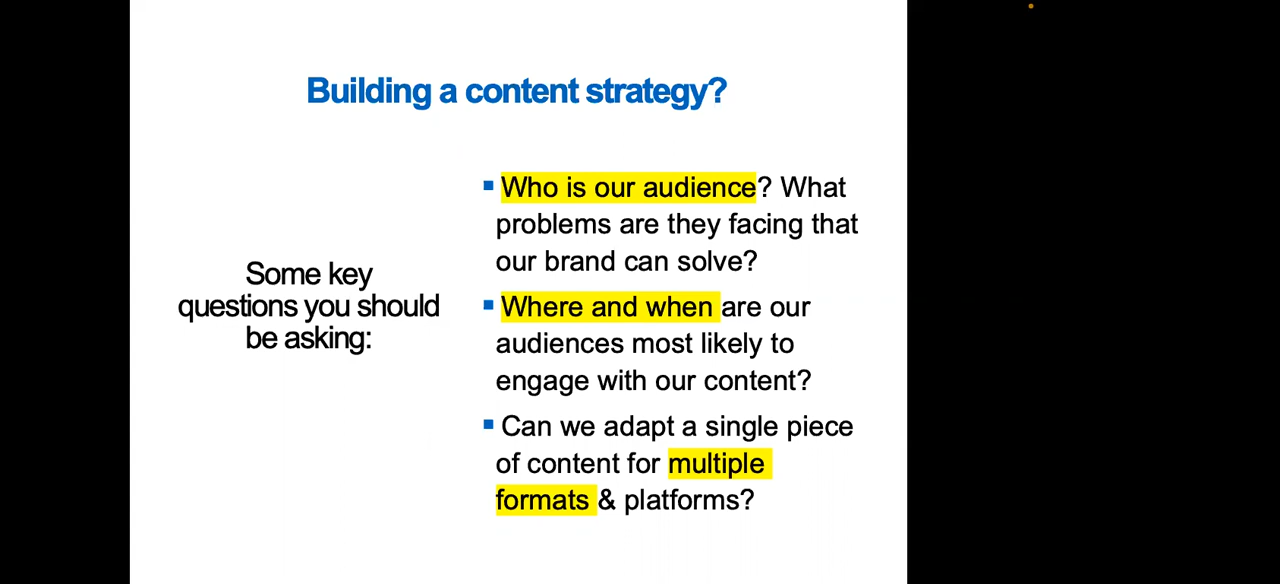 Building a content strategy?
Some key
questions you should
be asking:
▪ Who is our audience? What
problems are they facing that
our brand can solve?
▪ Where and when are our
audiences most likely to
engage with our content?
▪ Can we adapt a single piece
of content for multiple
formats & platforms?